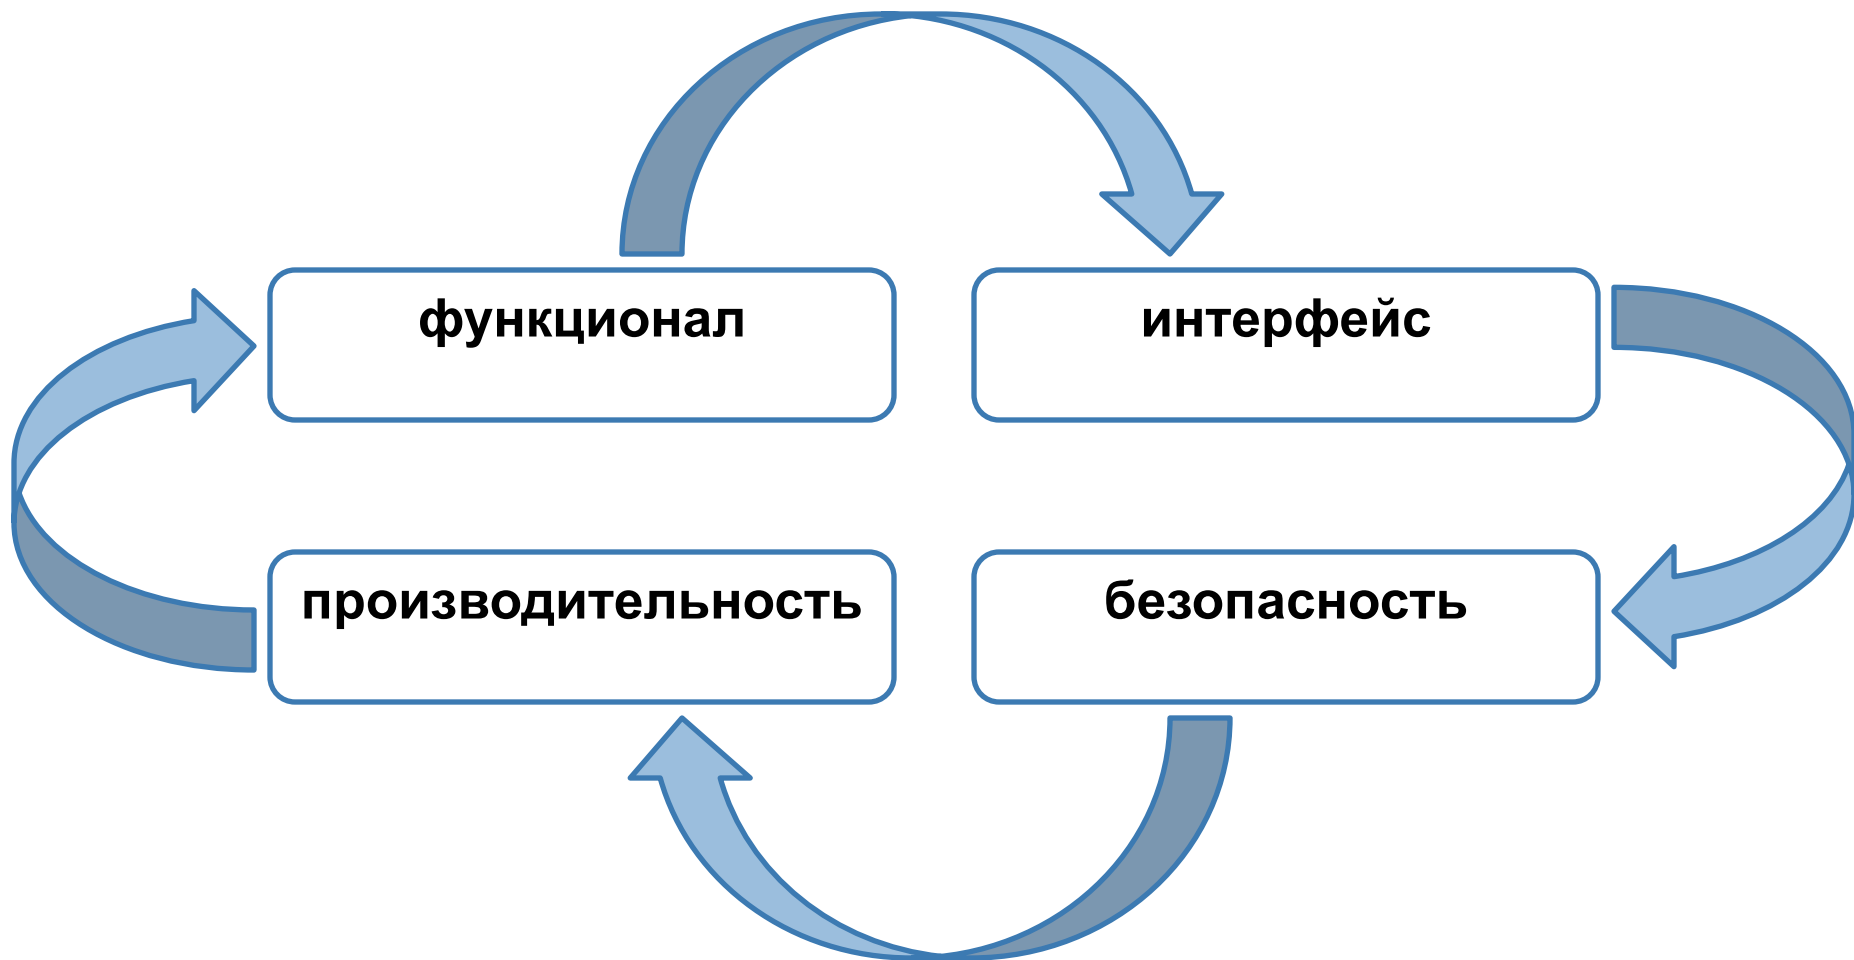 функционал
интерфейс
производительность
безопасность